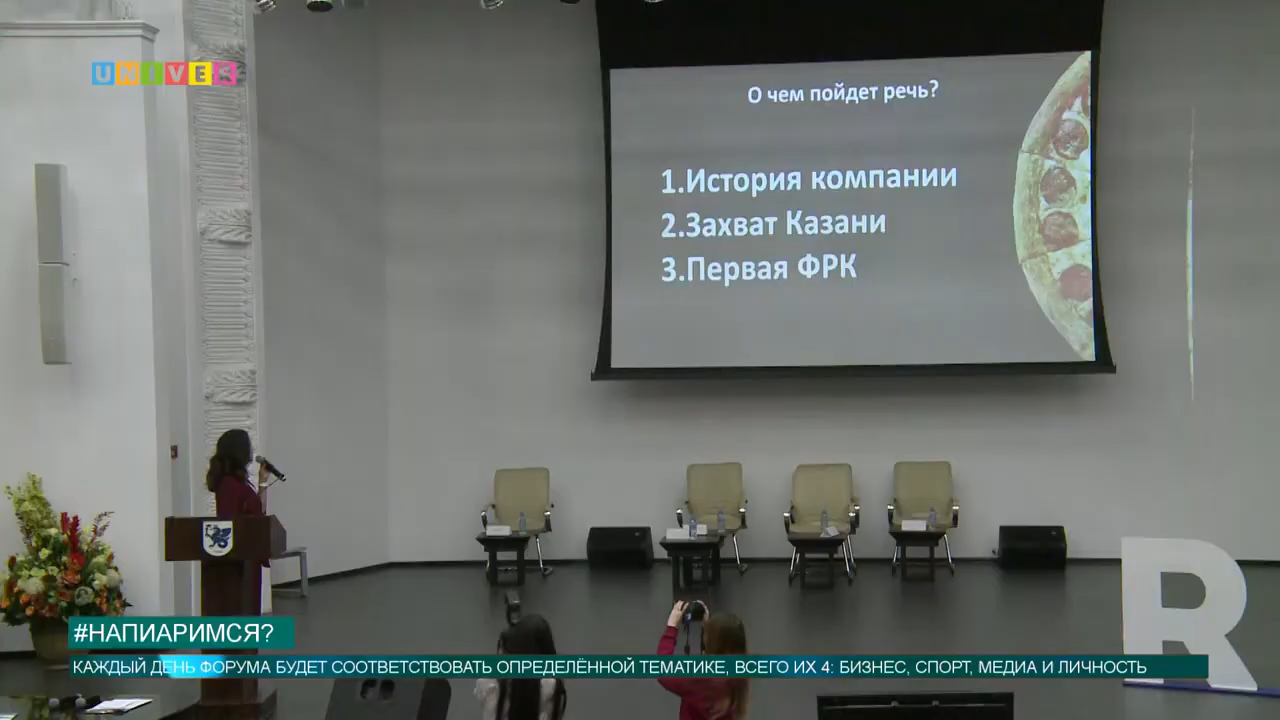 UNIVER
О чем пойдет речь?
1.История компании
2.Захват Казани
3.Первая ФРК
R
#НАПИАРИМСЯ?
КАЖДЫЙ ДЕНЬ ФОРУМА БУДЕТ СООТВЕТСТВОВАТЬ ОПРЕДЕЛЁННОЙ ТЕМАТИКЕ, ВСЕГО ИХ 4: БИЗНЕС, СПОРТ, МЕДИА И ЛИЧНОСТЬ